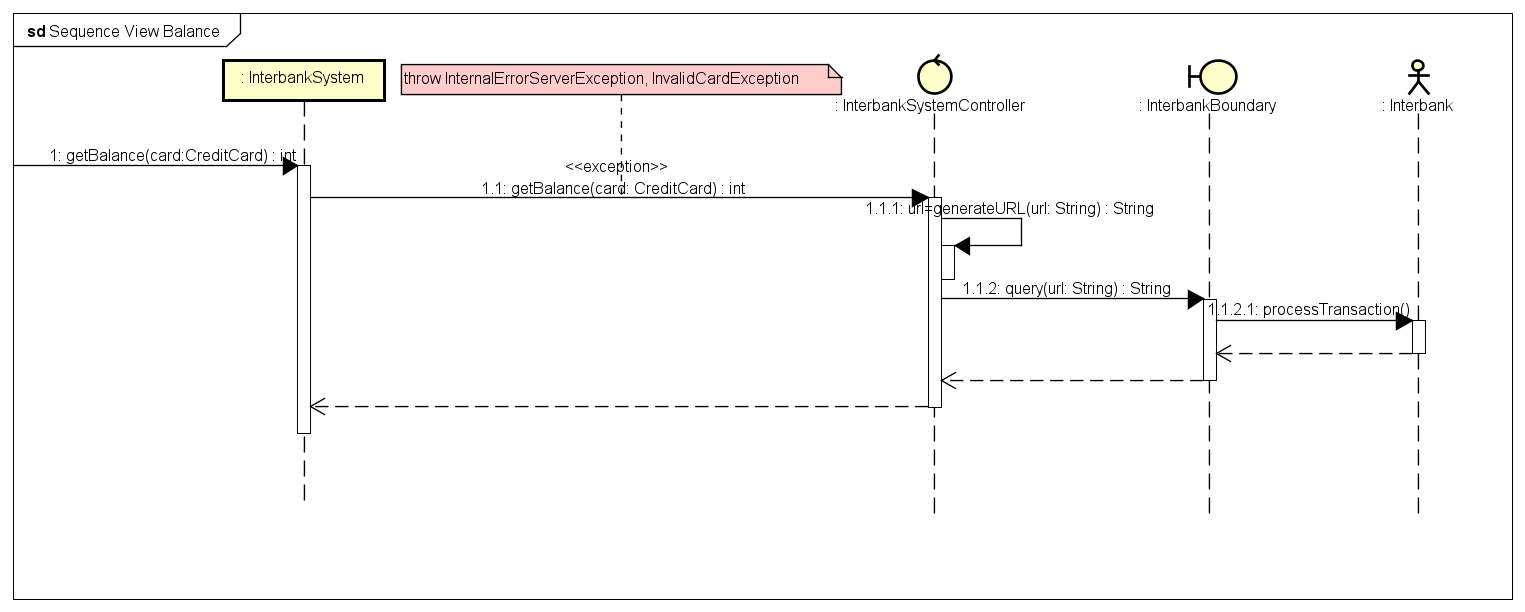 sd Sequence View Balance
: InterbankSystem
throw InternalErrorServerException, InvalidCardException
: InterbankSystemController
: InterbankBoundary
: Interbank
1: getBalance(card:CreditCard) : int
<<exception>>
1.1: getBalance(card: CreditCard) : int
1.1.1: url=generateURL(url: String) : String
1.1.2: query(url: String) : String
1.1.2.1: processTransaction()